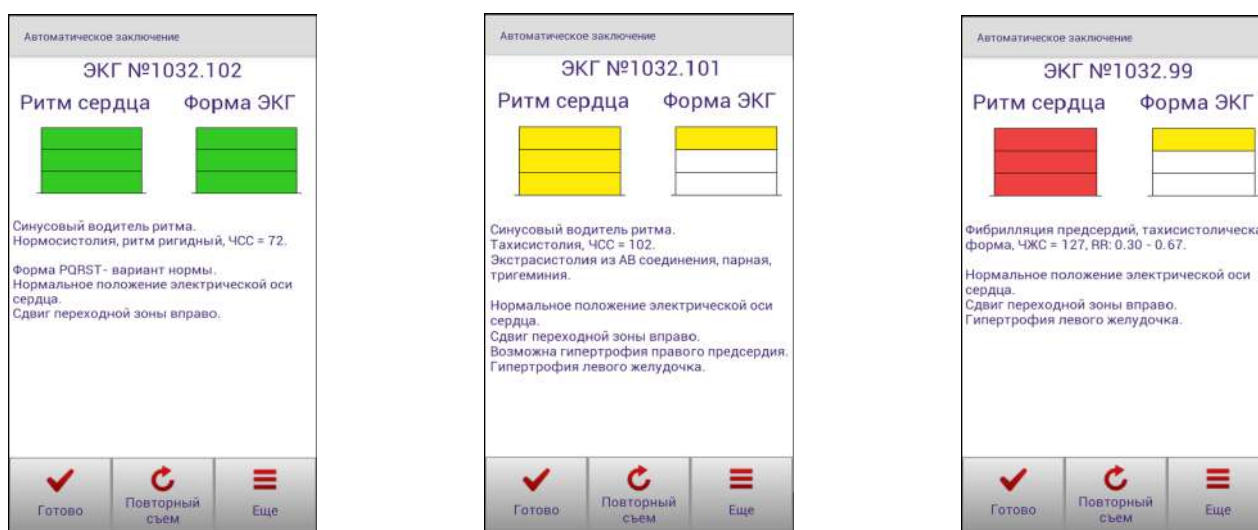 Автоматическое заключение
ЭКГ №1032.102
Ритм сердца Форма ЭКГ
Синусовый водитель ритма.
Нормосистолия, ритм ригидный, ЧСС = 72.
Форма PQRST- вариант нормы.
Нормальное положение электрической оси
сердца.
Сдвиг переходной зоны вправо.
Готово
Повторный
съем
Еще
Автоматическое заключение
ЭКГ №1032.101
Ритм сердца Форма ЭКГ
Синусовый водитель ритма.
Тахисистолия, ЧСС = 102.
Экстрасистолия из АВ соединения, парная,
тригеминия.
Нормальное положение электрической оси
сердца.
Сдвиг переходной зоны вправо.
Возможна гипертрофия правого предсердия.
Гипертрофия левого желудочка.
Готово
Повторный
съем
Еще
Автоматическое заключение
ЭКГ №1032.99
Ритм сердца Форма ЭКГ
Фибрилляция предсердий, тахисистолическа
форма, ЧЖС = 127, RR: 0.30 - 0.67.
Нормальное положение электрической оси
сердца.
Сдвиг переходной зоны вправо.
Гипертрофия левого желудочка.
Готово
Повторный
съем
Еще